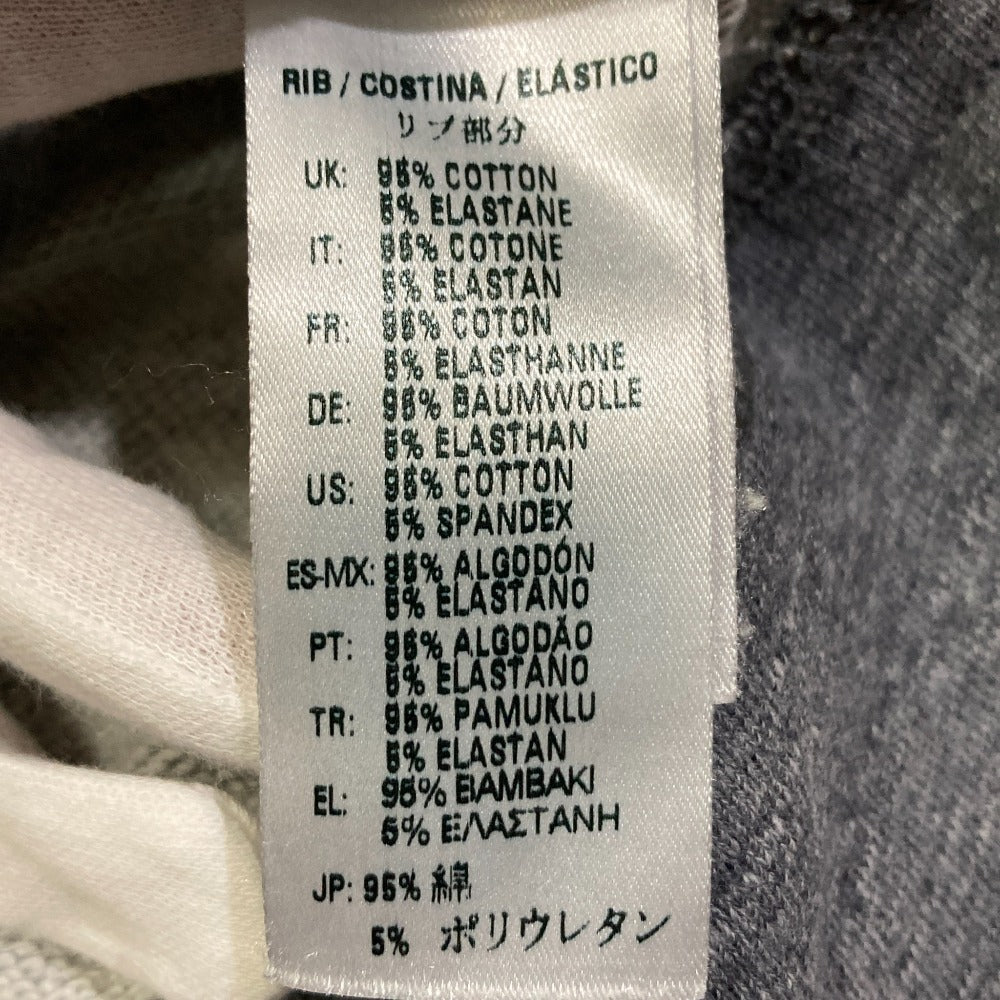 RIB / COSTINA / ELÁSTICO
リブ部分
UK: 95% COTTON
5% ELASTANE
IT: 95% COTONE
5% ELASTAN
FR: 95% COTON
5% ELASTHANNE
DE: 95% BAUMWOLLE
5% ELASTHAN
US: 95% COTTON
5% SPANDEX
ES-MX: 95% ALGODÓN
5% ELASTANO
PT: 95% ALGODÃO
5% ELASTANO
TR: 95% PAMUKLU
5% ELASTAN
EL: 95% ΒΑΜΒΑΚΙ
5% ΕΛΑΣΤΑΝΗ
JP: 95% 綿
5% ポリウレタン